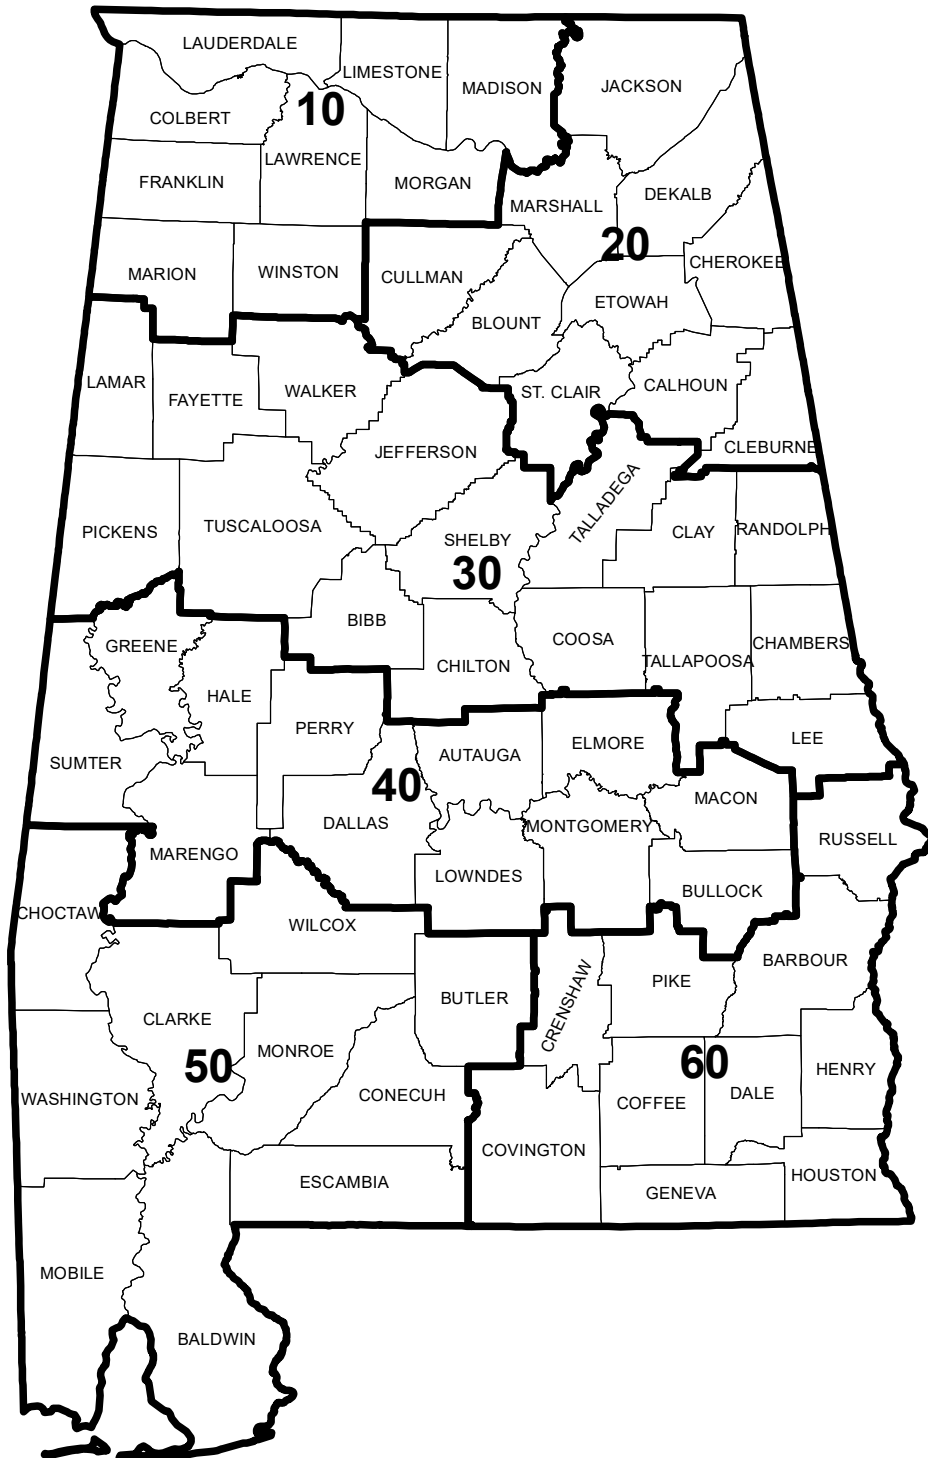 LAUDERDALE
LIMESTONE
MADISON
JACKSON
COLBERT
10
LAWRENCE
FRANKLIN
MORGAN
MARSHALL
DEKALB
20
CHEROKEE
MARION
WINSTON
CULLMAN
ETOWAH
BLOUNT
LAMAR
FAYETTE
WALKER
ST. CLAIR
CALHOUN
JEFFERSON
CLEBURNE
TALLADEGA
PICKENS
TUSCALOOSA
SHELBY
CLAY
RANDOLPH
30
BIBB
GREENE
COOSA
CHAMBERS
CHILTON
TALLAPOOSA
HALE
PERRY
SUMTER
AUTAUGA
ELMORE
LEE
40
MACON
DALLAS
MONTGOMERY
RUSSELL
MARENGO
LOWNDES
BULLOCK
CHOCTAW
WILCOX
BARBOUR
PIKE
CRENSHAW
BUTLER
CLARKE
MONROE
50
60
HENRY
WASHINGTON
CONECUH
COFFEE
DALE
COVINGTON
ESCAMBIA
HOUSTON
GENEVA
MOBILE
BALDWIN